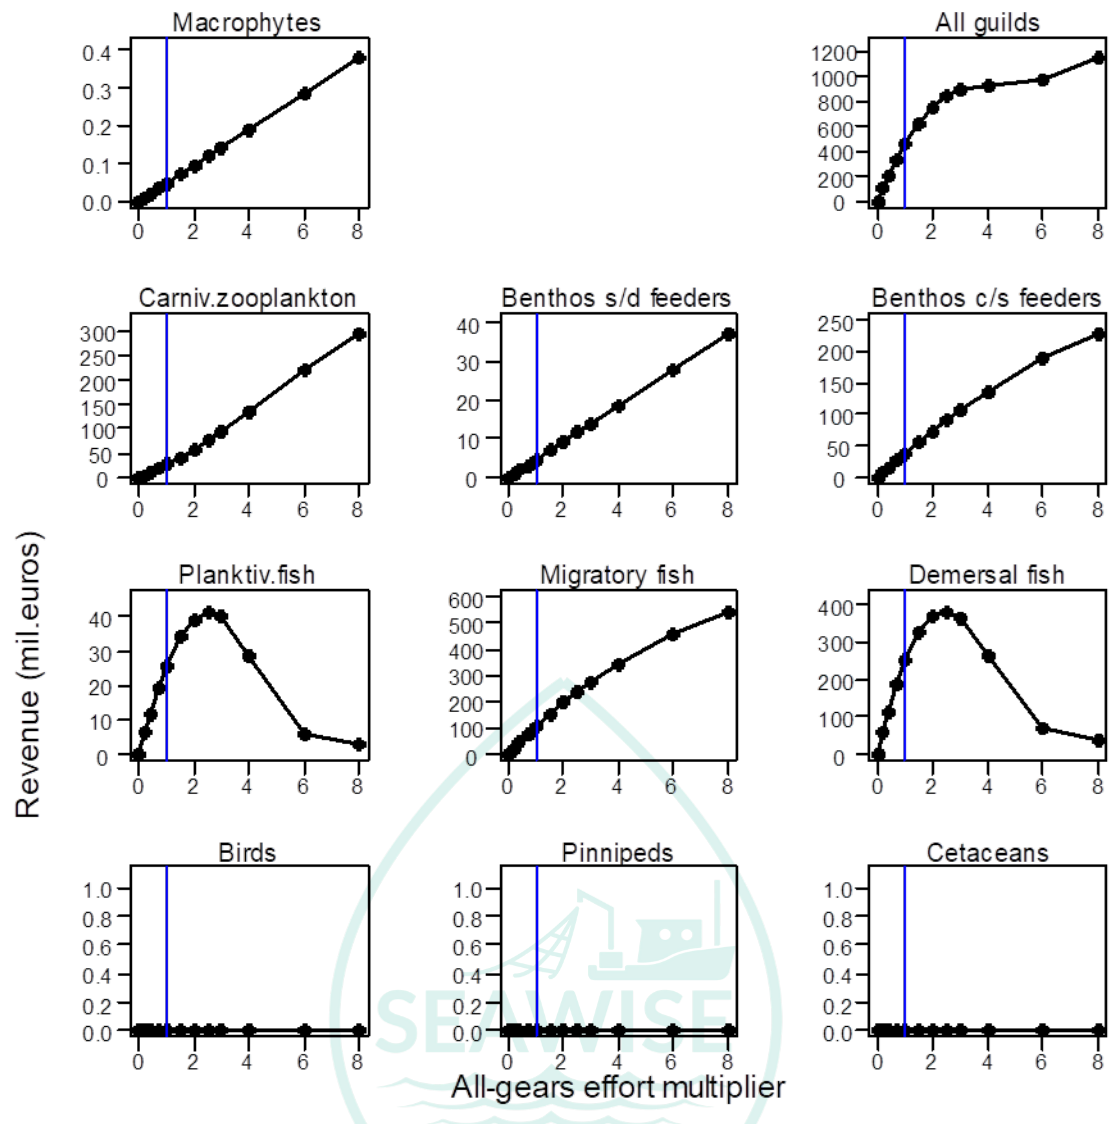 Macrophytes
0.4
0.3
0.2
0.1
0.0
0 2 4 6 8
All guilds
1200
1000
800
600
400
200
0
0 2 4 6 8
Carniv.zooplankton
300
250
200
150
100
50
0
0 2 4 6 8
Benthos s/d feeders
40
30
20
10
0
0 2 4 6 8
Benthos c/s feeders
250
200
150
100
50
0
0 2 4 6 8
Revenue (mil.euros)
Planktiv.fish
40
30
20
10
0
0 2 4 6 8
Migratory fish
600
500
400
300
200
100
0
0 2 4 6 8
Demersal fish
400
300
200
100
0
0 2 4 6 8
Birds
1.0
0.8
0.6
0.4
0.2
0.0
0 2 4 6 8
Pinnipeds
1.0
0.8
0.6
0.4
0.2
0.0
0 2 4 6 8
Cetaceans
1.0
0.8
0.6
0.4
0.2
0.0
0 2 4 6 8
SEAWISE
All-gears effort multiplier